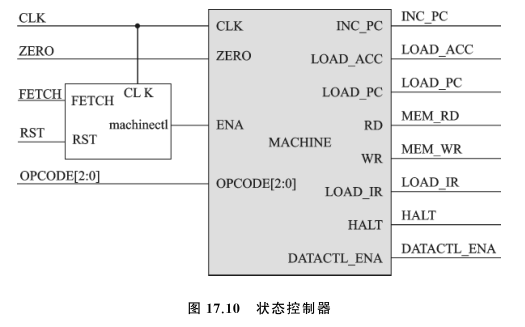 CLK
ZERO
FETCH
RST
OPCODE[2:0]
CL K
FETCH
machinectl
RST
CLK
ZERO
ENA
OPCODE[2:0]
MACHINE
INC_PC
LOAD_ACC
LOAD_PC
RD
WR
LOAD_IR
HALT
DATACTL_ENA
INC_PC
LOAD_ACC
LOAD_PC
MEM_RD
MEM_WR
LOAD_IR
HALT
DATACTL_ENA
图 17.10 状态控制器